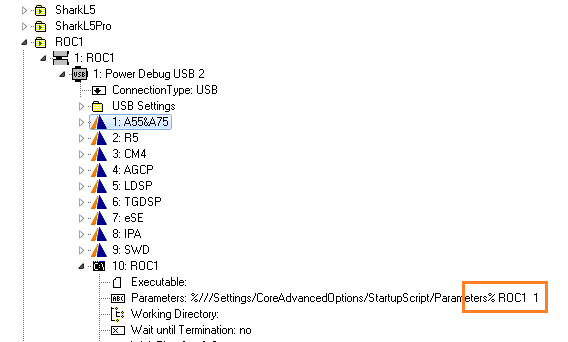 SharkL5
SharkL5Pro
ROC1
1: ROC1
USB 1: Power Debug USB 2
ConnectionType: USB
USB Settings
1: A55&A75
2: R5
3: CM4
4: AGCP
5: LDSP
6: TGDSP
7: eSE
8: IPA
9: SWD
10: ROC1
Executable:
ABC Parameters: %///Settings/CoreAdvancedOptions/StartupScript/Parameters% ROC1 1
Working Directory:
Wait until Termination: no